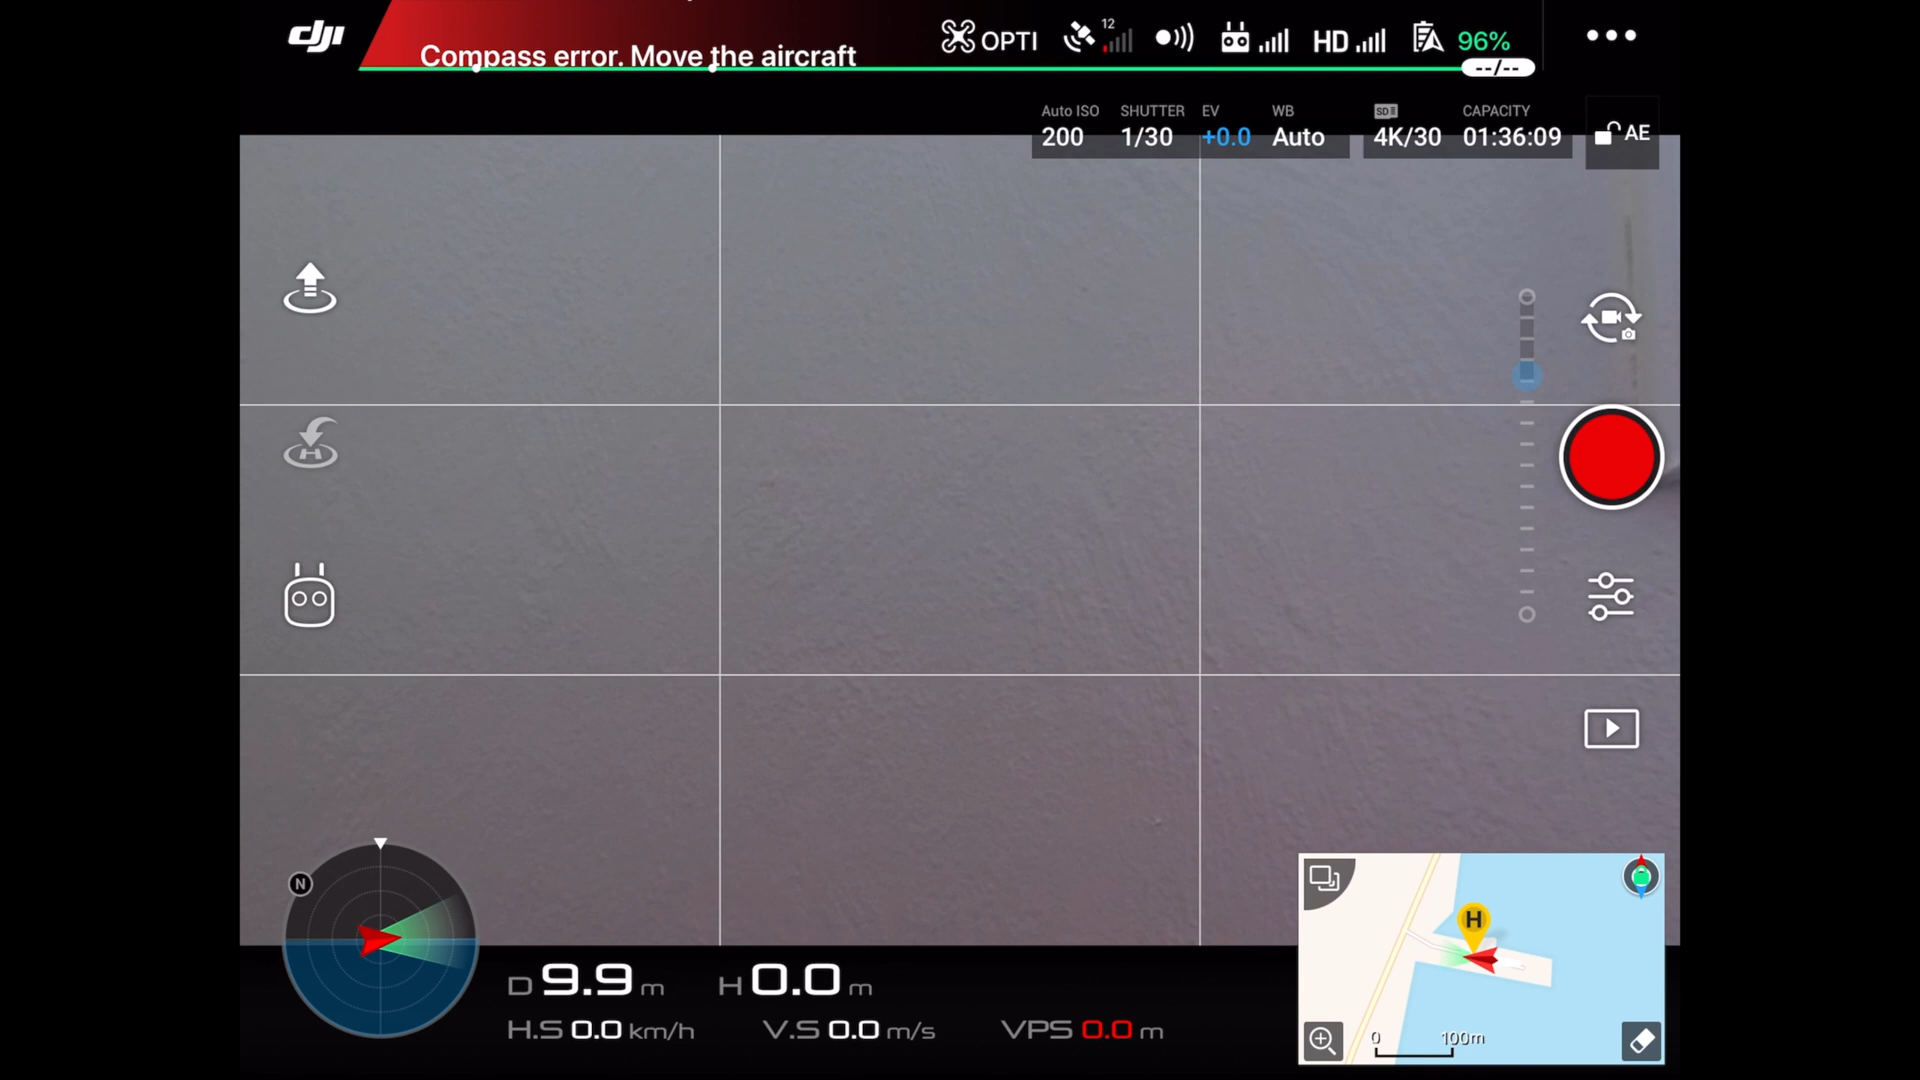 dji
Compass error. Move the aircraft
OPTI
12
HD
96%
--/--
Auto ISO
200
SHUTTER
1/30
EV
+0.0
WB
Auto
SD
4K/30
CAPACITY
01:36:09
AE
H
N
D 9.9 m
H 0.0 m
H.S 0.0 km/h
V.S 0.0 m/s
VPS 0.0 m
H
0 100m